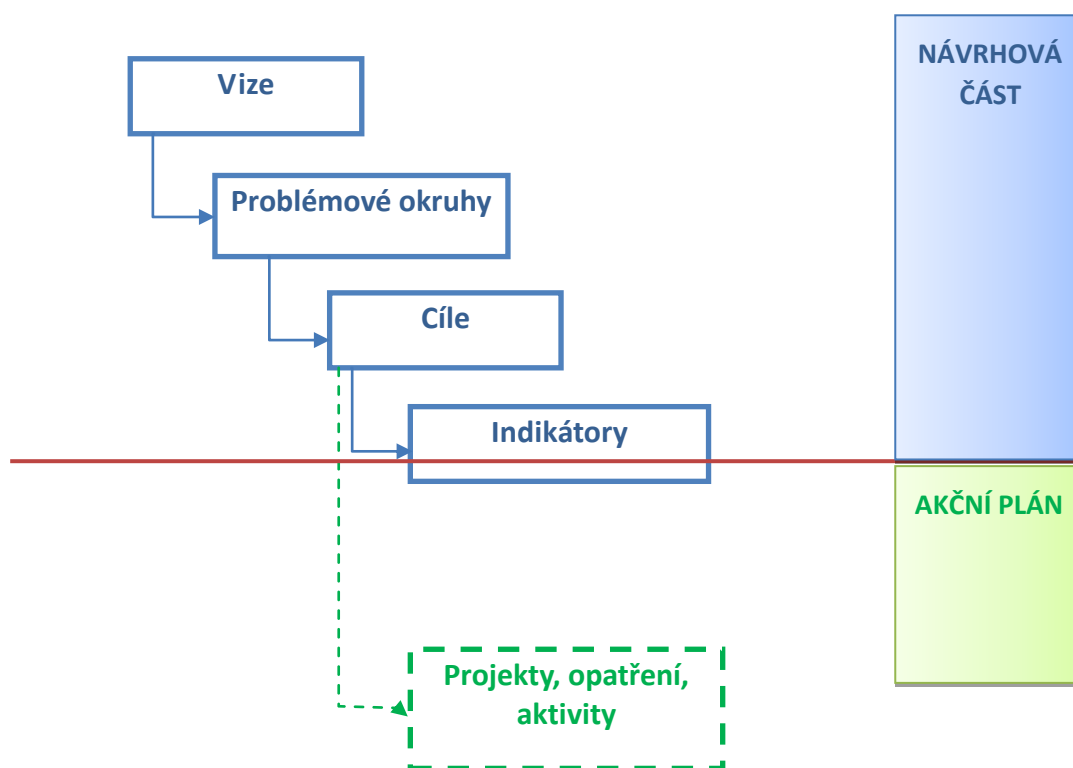 Vize
NÁVRHOVÁ
ČÁST
Problémové okruhy
Cíle
Indikátory
AKČNÍ PLÁN
Projekty, opatření,
aktivity